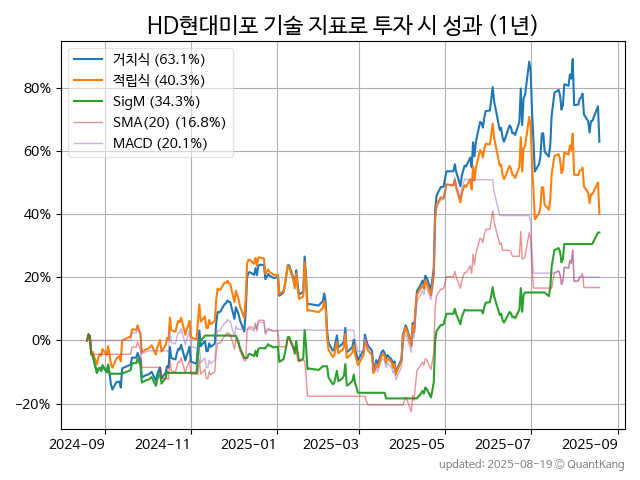 HD현대미포 기술 지표로 투자 시 성과 (1년)
거치식 (63.1%)
적립식 (40.3%)
SigM (34.3%)
SMA(20) (16.8%)
MACD (20.1%)
80%
60%
40%
20%
0%
−20%
2024-09 2024-11 2025-01 2025-03 2025-05 2025-07 2025-09
updated: 2025-08-19 © QuantKang